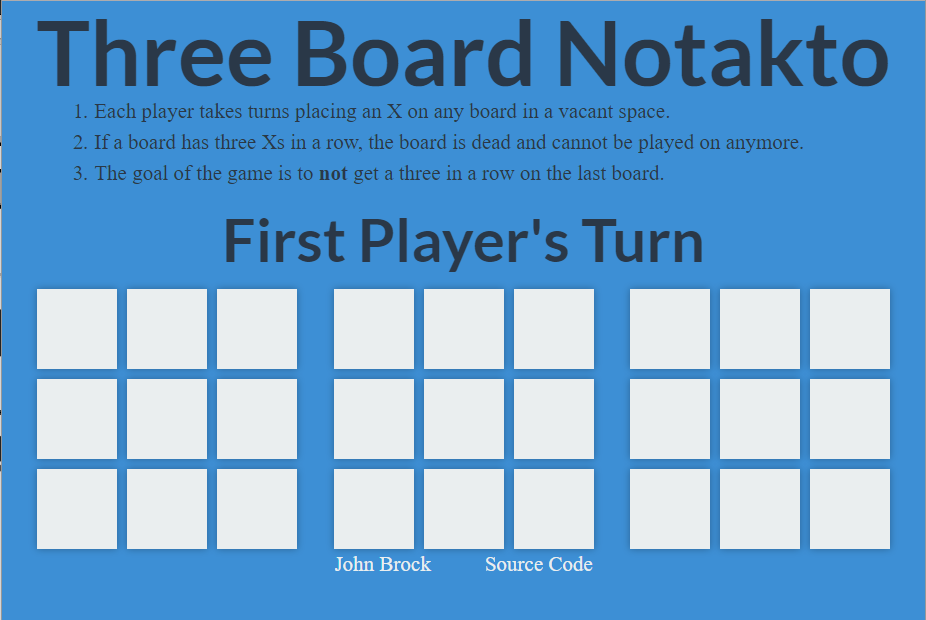 Three Board Notakto
1. Each player takes turns placing an X on any board in a vacant space.
2. If a board has three Xs in a row, the board is dead and cannot be played on anymore.
3. The goal of the game is to not get a three in a row on the last board.
First Player's Turn
John Brock Source Code